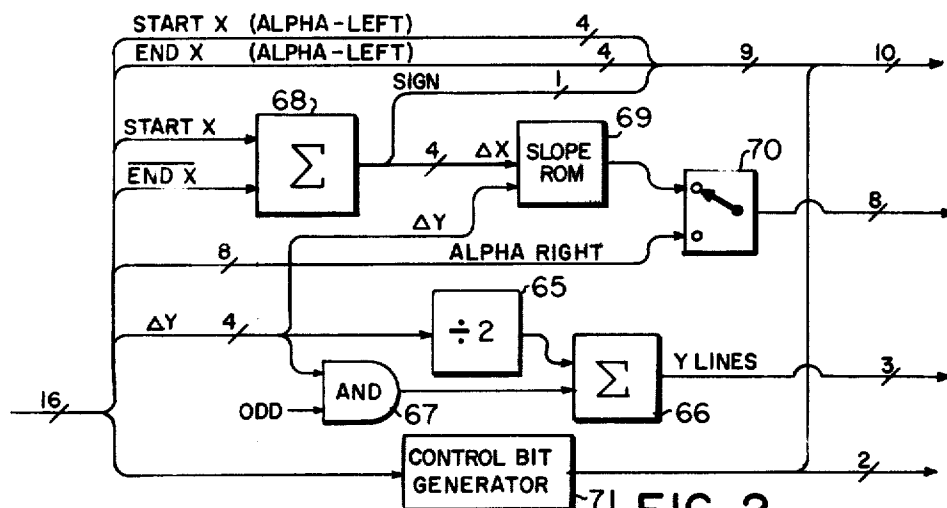 START X (ALPHA-LEFT) 4
END X (ALPHA-LEFT) 4 9 10
SIGN 1
68 69 70
START X
Σ
4 ΔX
SLOPE
ROM
END X
ΔY
8
8 ALPHA RIGHT
65
ΔY 4
÷2
Σ
Y LINES 3
AND
ODD
67
66
16
CONTROL BIT
GENERATOR
2
71
FIG. 2